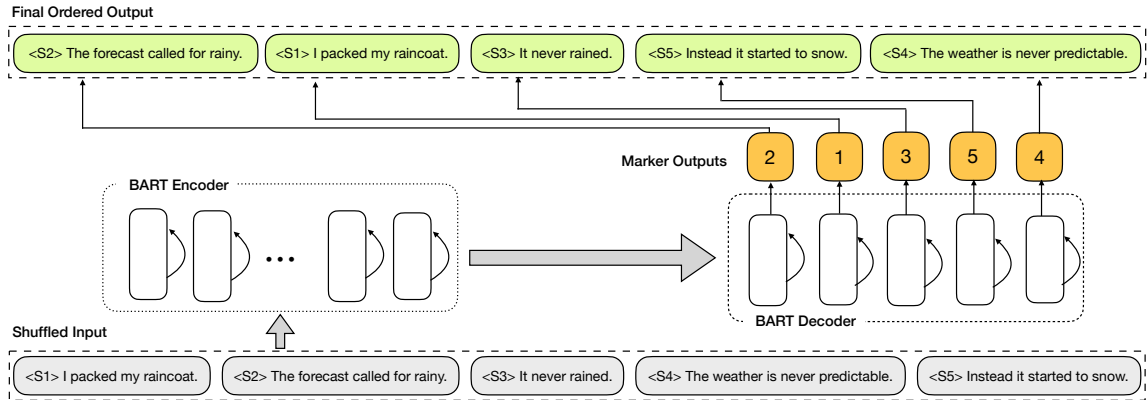 Final Ordered Output
<S2> The forecast called for rainy.
<S1> I packed my raincoat.
<S3> It never rained.
<S5> Instead it started to snow.
<S4> The weather is never predictable.
Marker Outputs
2
1
3
5
4
BART Encoder
...
BART Decoder
Shuffled Input
<S1> I packed my raincoat.
<S2> The forecast called for rainy.
<S3> It never rained.
<S4> The weather is never predictable.
<S5> Instead it started to snow.